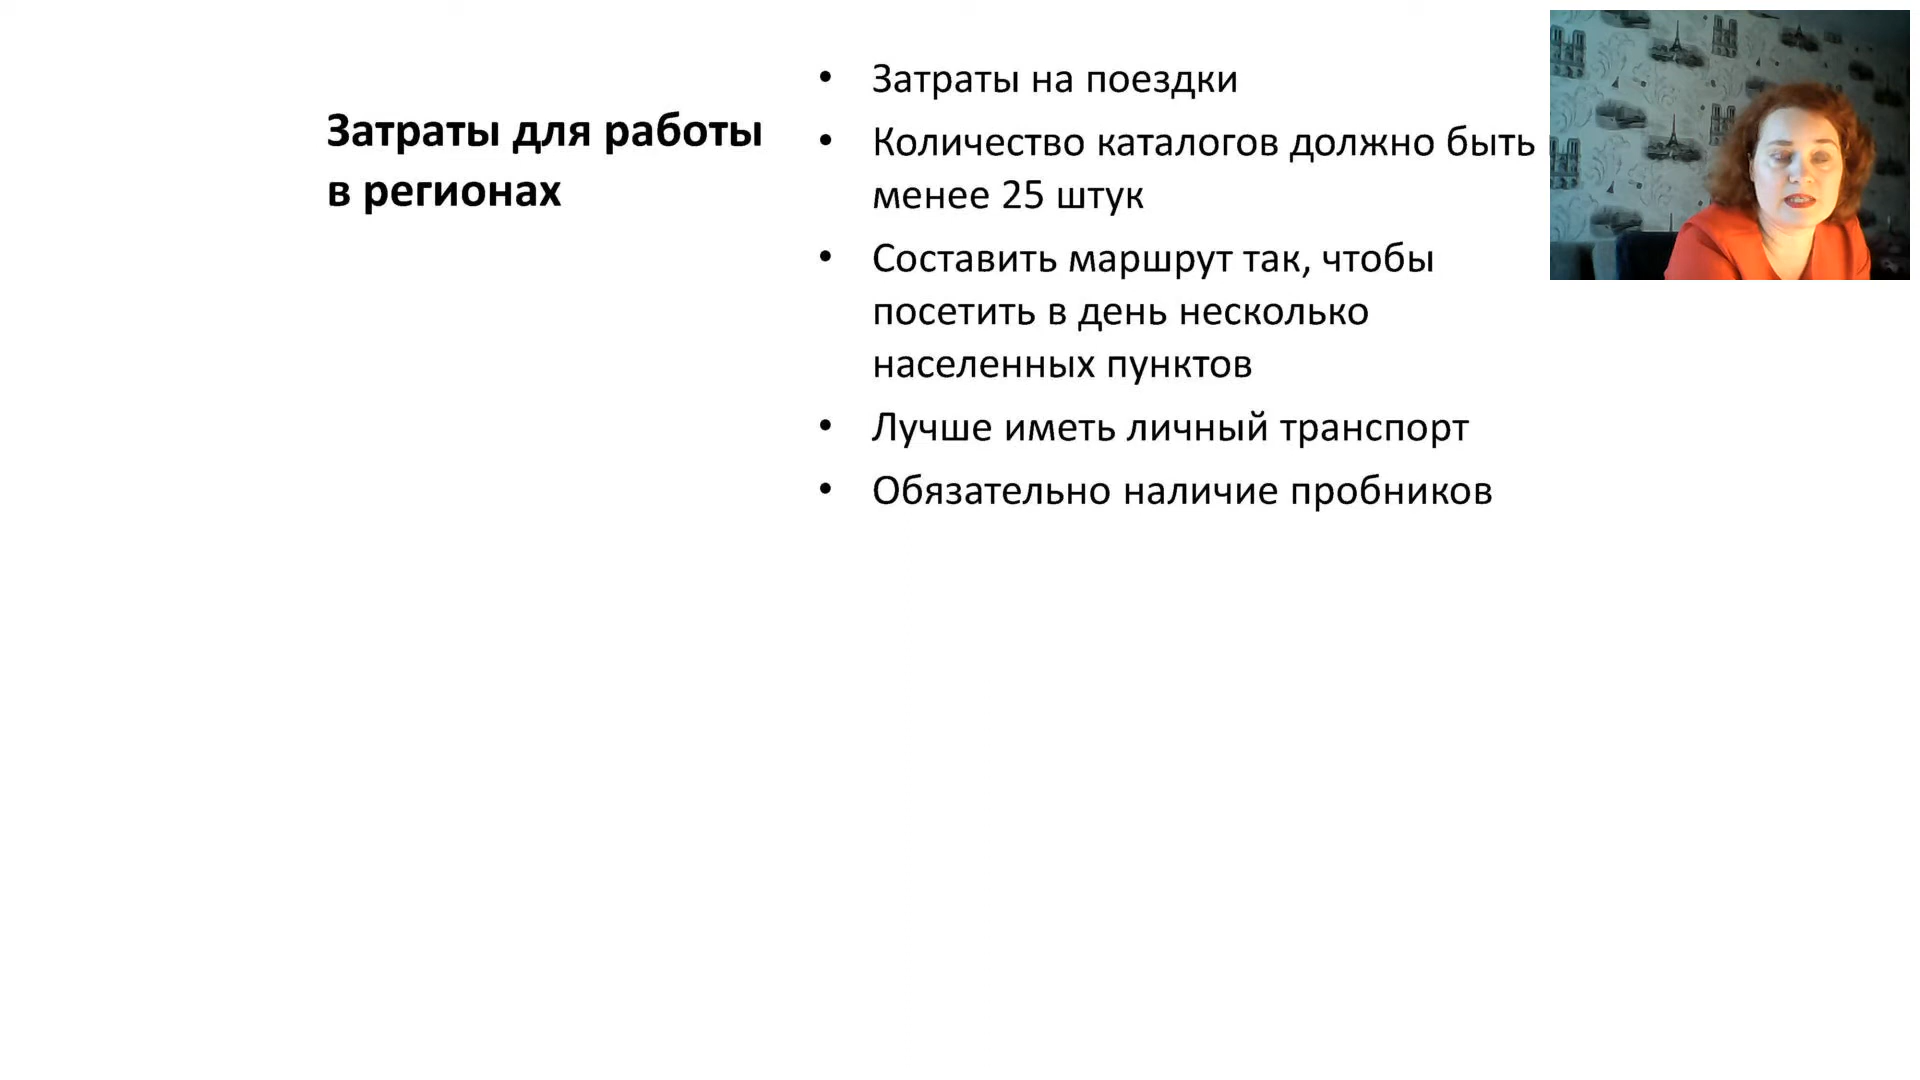 Затраты для работы
в регионах
• Затраты на поездки
• Количество каталогов должно быть
менее 25 штук
• Составить маршрут так, чтобы
посетить в день несколько
населенных пунктов
• Лучше иметь личный транспорт
• Обязательно наличие пробников